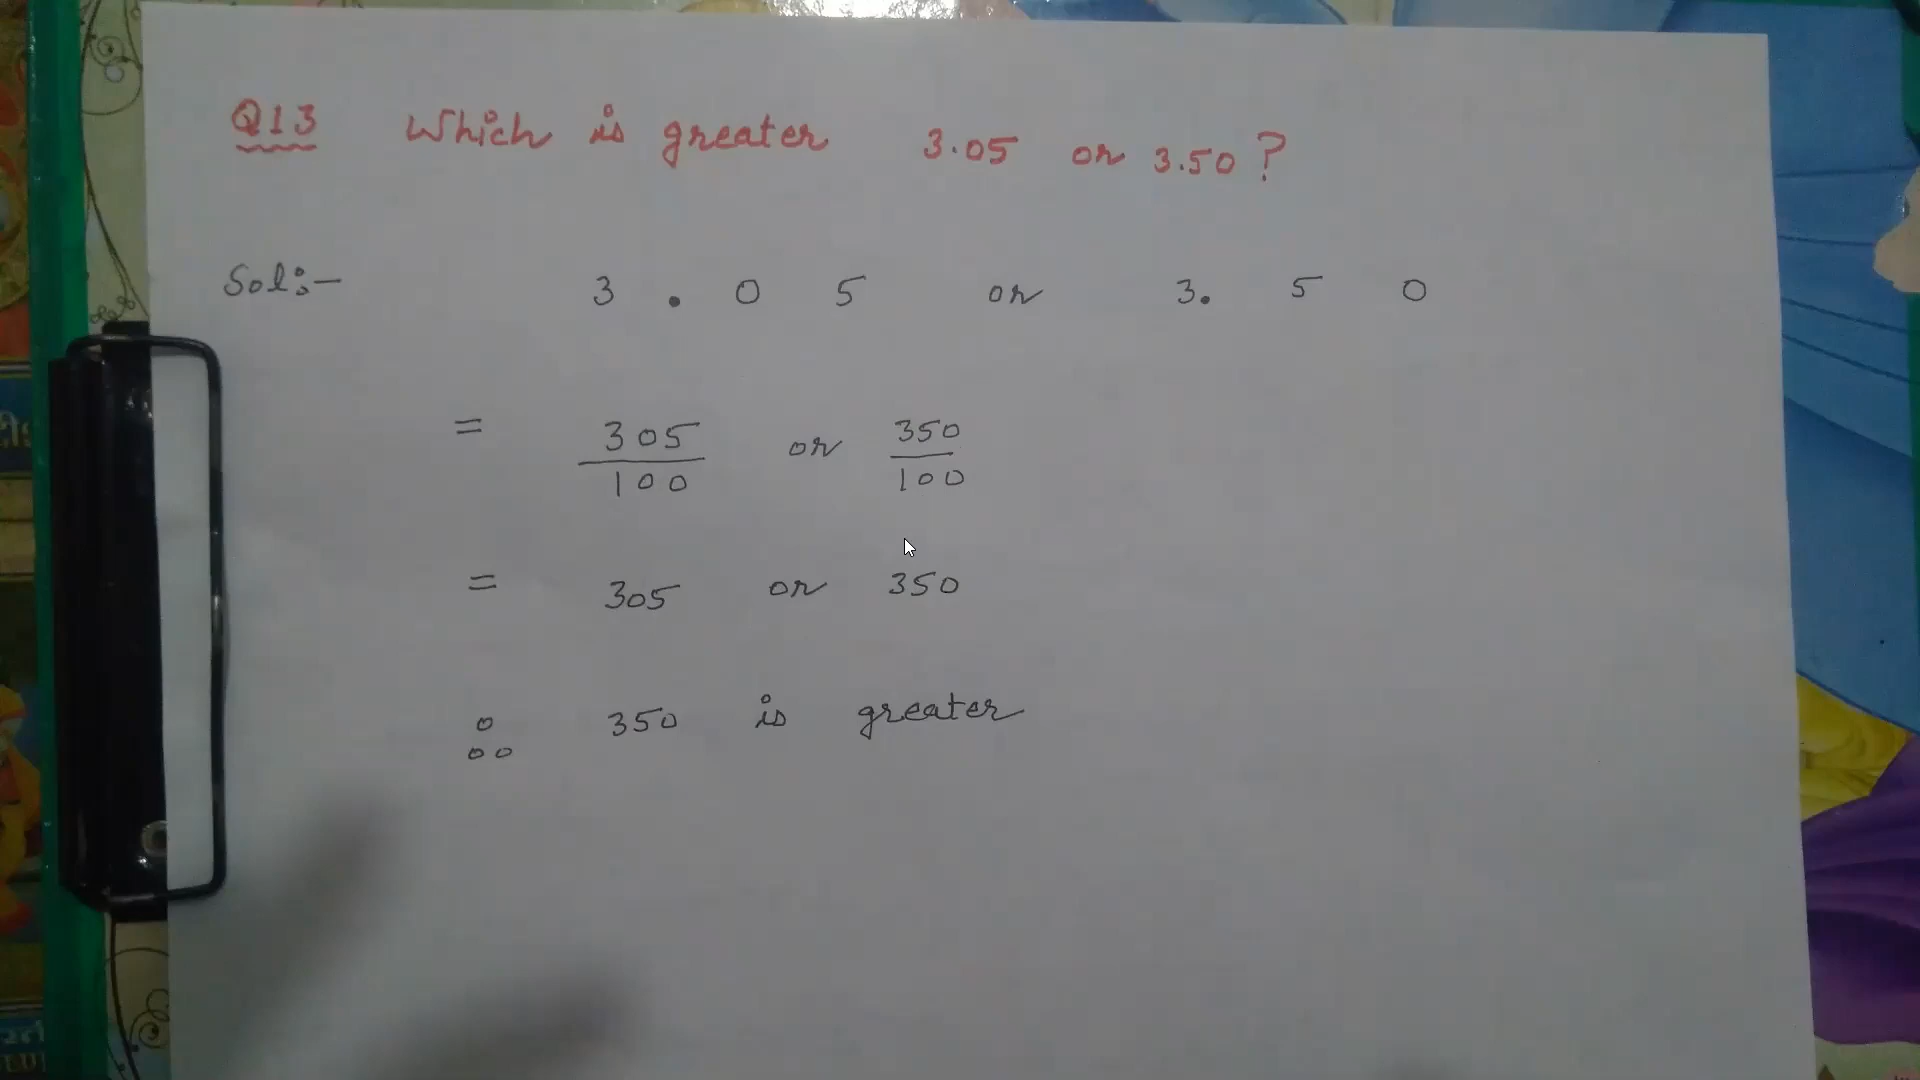 Q13 Which is greater 3.05 or 3.50?
Sol:- 3 . 0 5 or 3. 5 0
= 305/100 or 350/100
= 305 or 350
∴ 350 is greater